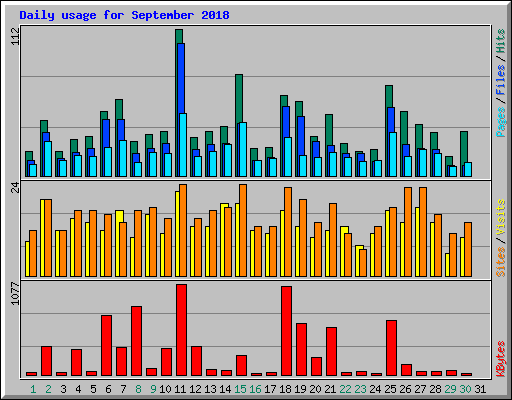 Daily usage for September 2018
112
Pages / Files / Hits
24
Sites / Visits
1077
KBytes
1 2 3 4 5 6 7 8 9 10 11 12 13 14 15 16 17 18 19 20 21 22 23 24 25 26 27 28 29 30 31